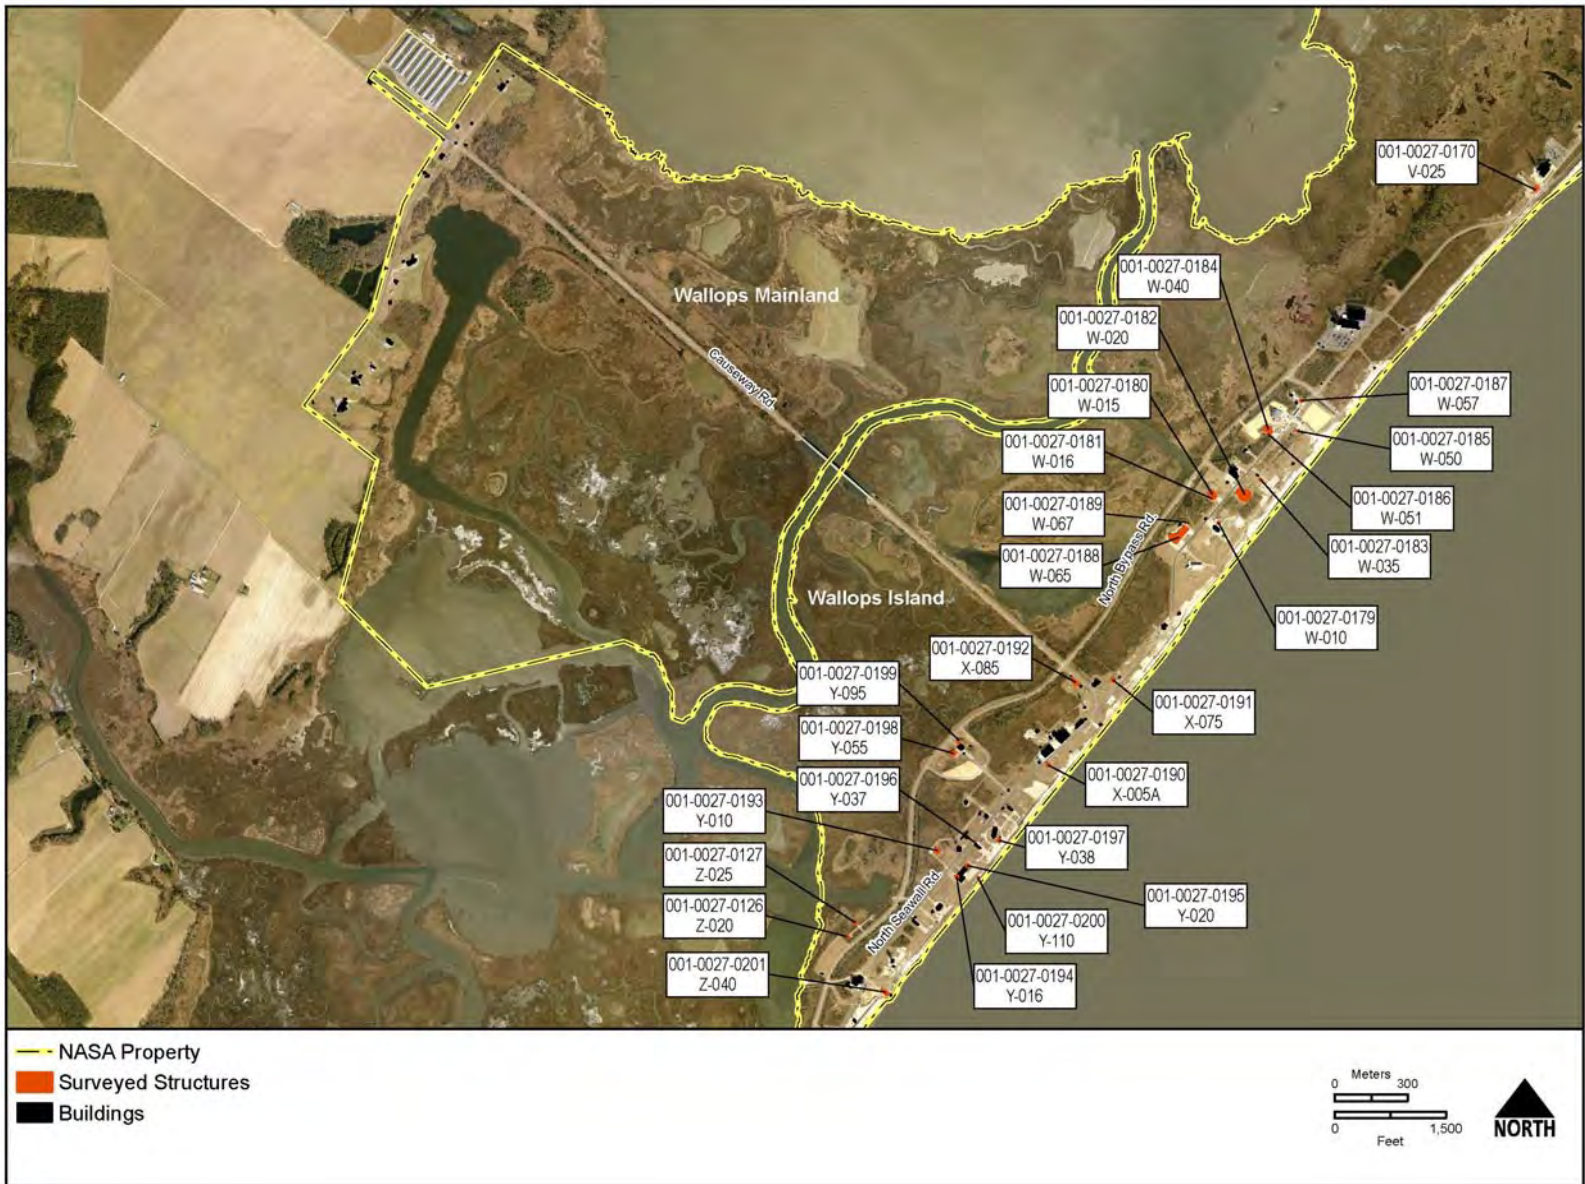 001-0027-0170
V-025
001-0027-0184
W-040
Wallops Mainland
001-0027-0182
W-020
Causeway Rd.
001-0027-0180
W-015
001-0027-0187
W-057
001-0027-0181
W-016
001-0027-0185
W-050
001-0027-0189
W-067
001-0027-0186
W-051
001-0027-0188
W-065
North Bypass Rd.
001-0027-0183
W-035
Wallops Island
001-0027-0179
W-010
001-0027-0192
X-085
001-0027-0199
Y-095
001-0027-0191
X-075
001-0027-0198
Y-055
001-0027-0196
Y-037
001-0027-0190
X-005A
001-0027-0193
Y-010
001-0027-0197
Y-038
001-0027-0127
Z-025
001-0027-0195
Y-020
001-0027-0126
Z-020
North Seawall Rd.
001-0027-0200
Y-110
001-0027-0201
Z-040
001-0027-0194
Y-016
NASA Property
Surveyed Structures
Buildings
Meters
0 300
0 1,500
Feet
NORTH